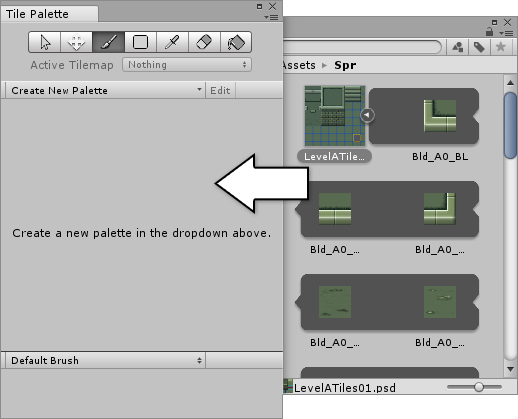 Tile Palette
Active Tilemap Nothing
Create New Palette Edit
Create a new palette in the dropdown above.
Default Brush
Assets ▸ Spr
LevelATile...
Bld_A0_BL
Bld_A0_...
Bld_A0_...
Bld_A0_...
Bld_A0_...
LevelATiles01.psd